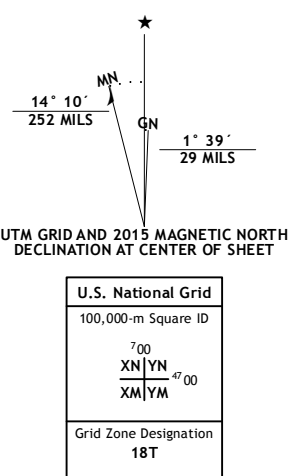 ★
MN
GN
14° 10´
252 MILS
1° 39´
29 MILS
UTM GRID AND 2015 MAGNETIC NORTH
DECLINATION AT CENTER OF SHEET
U.S. National Grid
100,000-m Square ID
⁷00
XN YN
⁴⁷00
XM YM
Grid Zone Designation
18T